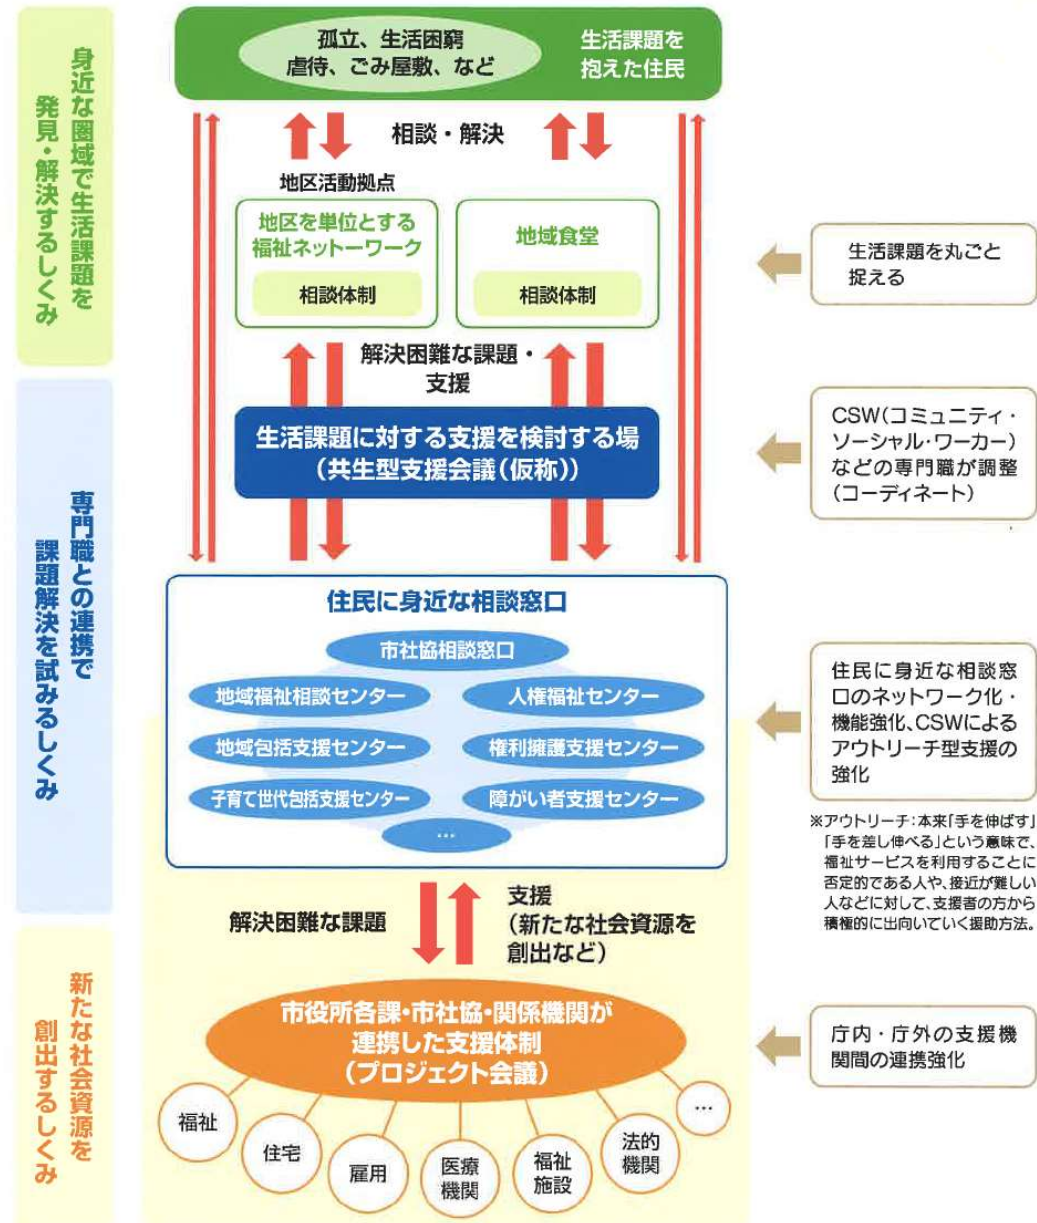 身近な圏域で生活課題を
発見・解決するしくみ
孤立、生活困窮
虐待、ごみ屋敷、など
生活課題を
抱えた住民
相談・解決
地区活動拠点
地区を単位とする
福祉ネットーワーク
相談体制
地域食堂
相談体制
生活課題を丸ごと
捉える
解決困難な課題・
支援
専門職との連携で
課題解決を試みるしくみ
生活課題に対する支援を検討する場
(共生型支援会議(仮称))
CSW(コミュニティ・
ソーシャル・ワーカー)
などの専門職が調整
(コーディネート)
住民に身近な相談窓口
市社協相談窓口
地域福祉相談センター
人権福祉センター
地域包括支援センター
権利擁護支援センター
子育て世代包括支援センター
障がい者支援センター
…
住民に身近な相談窓
口のネットワーク化・
機能強化、CSWによる
アウトリーチ型支援の
強化
※アウトリーチ:本来「手を伸ばす」
「手を差し伸べる」という意味で、
福祉サービスを利用することに
否定的である人や、接近が難しい
人などに対して、支援者の方から
積極的に出向いていく援助方法。
解決困難な課題
支援
(新たな社会資源を
創出など)
新たな社会資源を
創出するしくみ
市役所各課・市社協・関係機関が
連携した支援体制
(プロジェクト会議)
庁内・庁外の支援機
関間の連携強化
福祉
住宅
雇用
医療
機関
福祉
施設
法的
機関
…